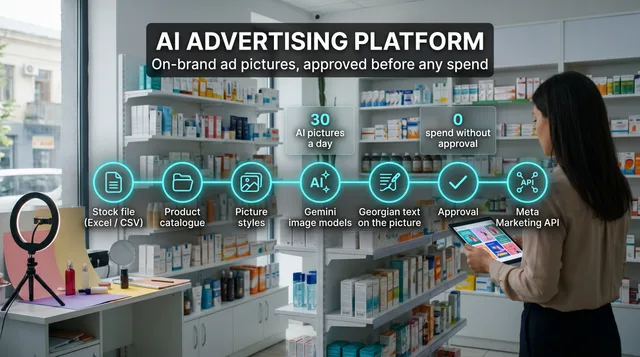 AI ADVERTISING PLATFORM
On-brand ad pictures, approved before any spend
30
AI pictures
a day
0
spend without
approval
AI
API
Stock file
(Excel / CSV)
Product
catalogue
Picture
styles
Gemini
image models
Georgian text
on the picture
Approval
Meta
Marketing API